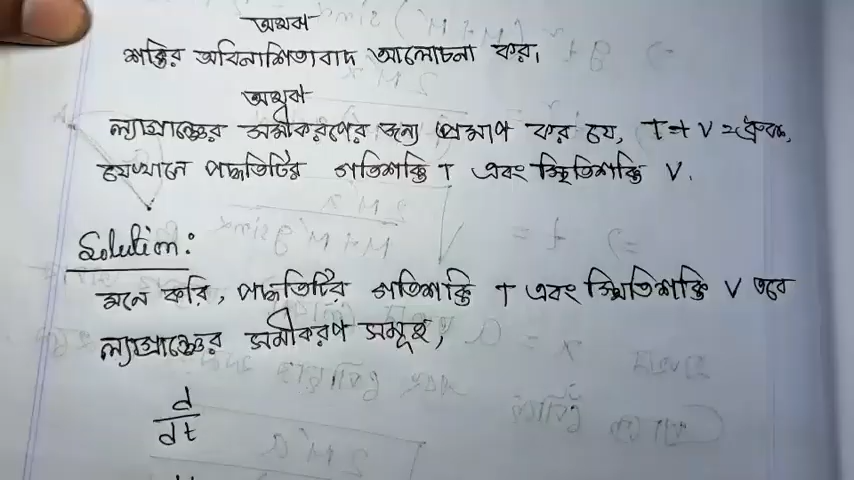 অথবা
শক্তির অবিনাশিতাবাদ আলোচনা কর।
অথবা
ল্যাগ্রাঞ্জের সমীকরণের জন্য প্রমাণ কর যে, T + V = ধ্রুবক,
যেখানে পদ্ধতিটির গতিশক্তি T এবং স্থিতিশক্তি V.
Solution:
মনে করি, পদ্ধতিটির গতিশক্তি T এবং স্থিতিশক্তি V তবে
ল্যাগ্রাঞ্জের সমীকরণ সমূহ,
d
dt